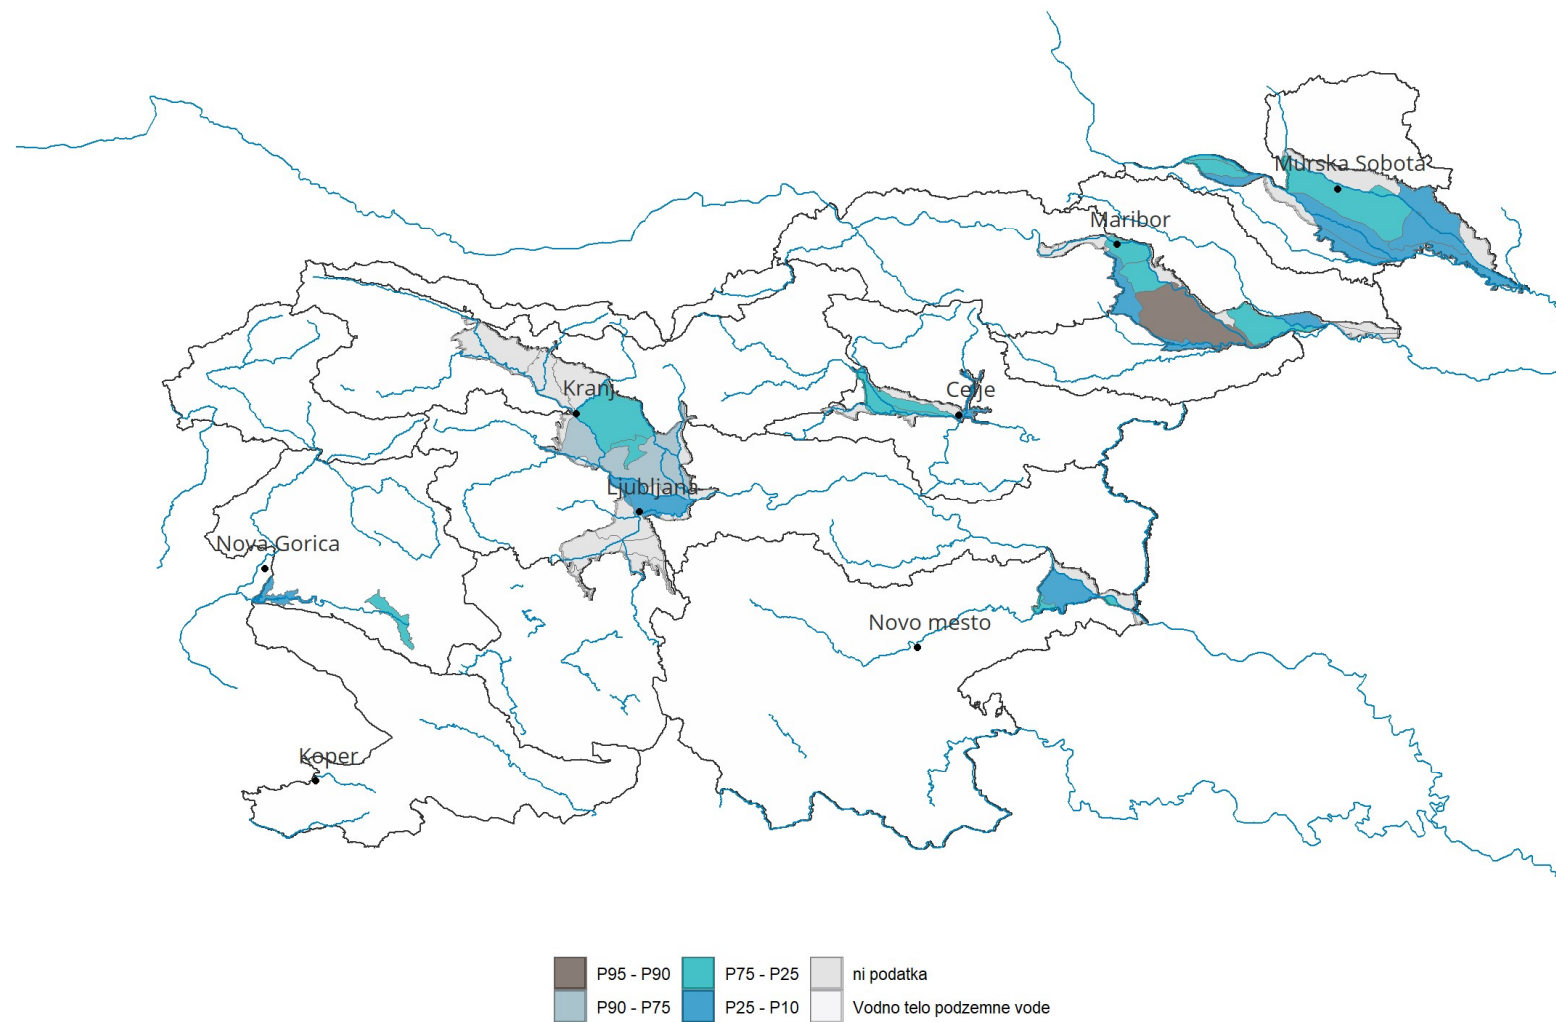 Murska Sobota
Maribor
Kranj
Celje
Ljubljana
Nova Gorica
Novo mesto
Koper
P95 - P90
P75 - P25
ni podatka
P90 - P75
P25 - P10
Vodno telo podzemne vode